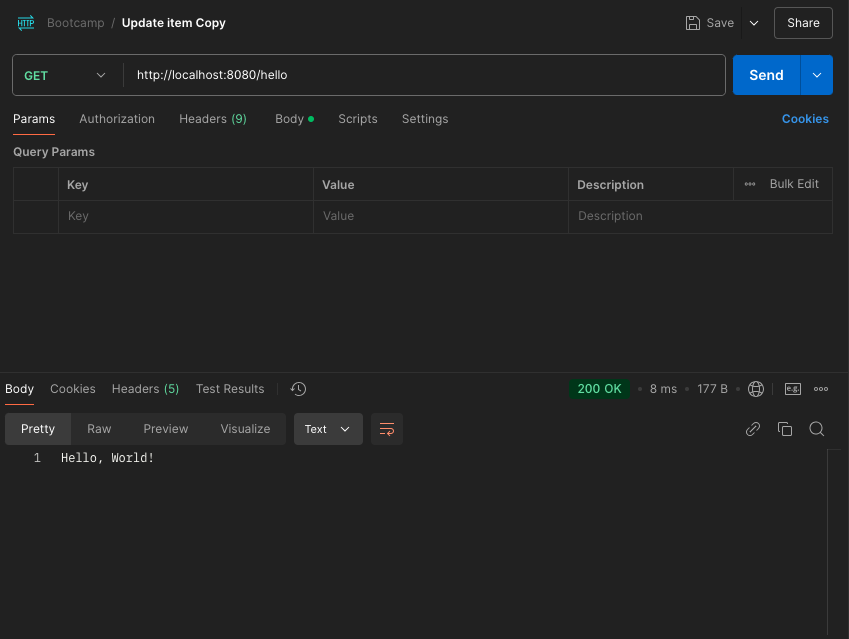 HTTP Bootcamp / Update item Copy Save Share
GET http://localhost:8080/hello Send
Params Authorization Headers (9) Body Scripts Settings Cookies
Query Params
Key Value Description ••• Bulk Edit
Key Value Description
Body Cookies Headers (5) Test Results 200 OK • 8 ms • 177 B • e.g.
Pretty Raw Preview Visualize Text
1 Hello, World!